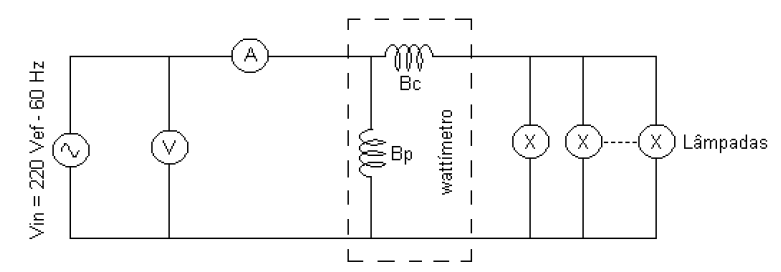 Vin = 220 Vef - 60 Hz
V
A
Bc
Bp
wattímetro
X
X
X
Lâmpadas